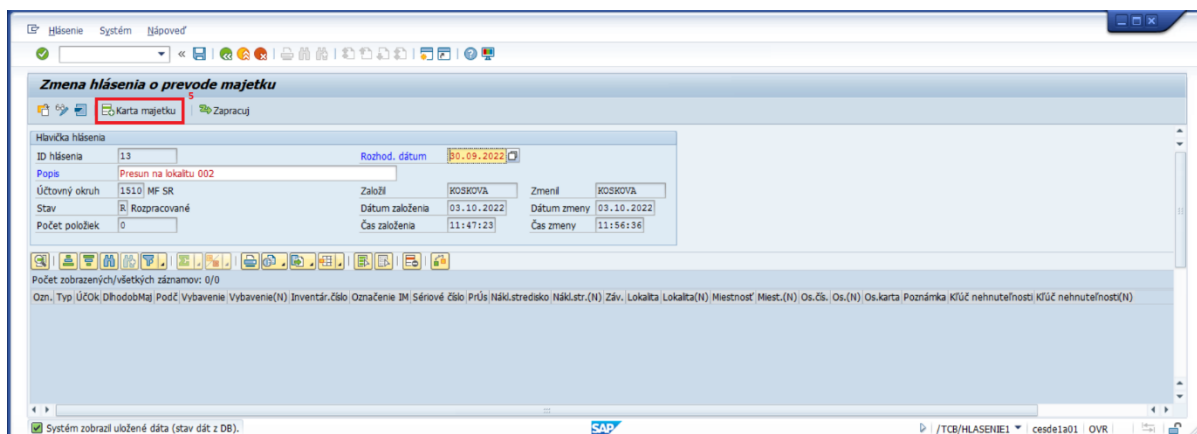 Hlásenie Systém Nápoveď
Zmena hlásenia o prevode majetku
5
Karta majetku Zapracuj
Hlavička hlásenia
ID hlásenia 13 Rozhod. dátum 30.09.2022
Popis Presun na lokalitu 002
Účtovný okruh 1510 MF SR Založil KOSKOVA Zmenil KOSKOVA
Stav R Rozpracované Dátum založenia 03.10.2022 Dátum zmeny 03.10.2022
Počet položiek 0 Čas založenia 11:47:23 Čas zmeny 11:56:36
Počet zobrazených/všetkých záznamov: 0/0
Ozn. Typ ÚčOk DlhodobMaj Podč Vybavenie Vybavenie(N) Inventár.číslo Označenie IM Sériové číslo PrÚs Nákl.stredisko Nákl.str.(N) Záv. Lokalita Lokalita(N) Miestnosť Miest.(N) Os.čís. Os.(N) Os.karta Poznámka Kľúč nehnuteľnosti Kľúč nehnuteľnosti(N)
Systém zobrazil uložené dáta (stav dát z DB). SAP /TCB/HLASENIE1 cesde1a01 OVR